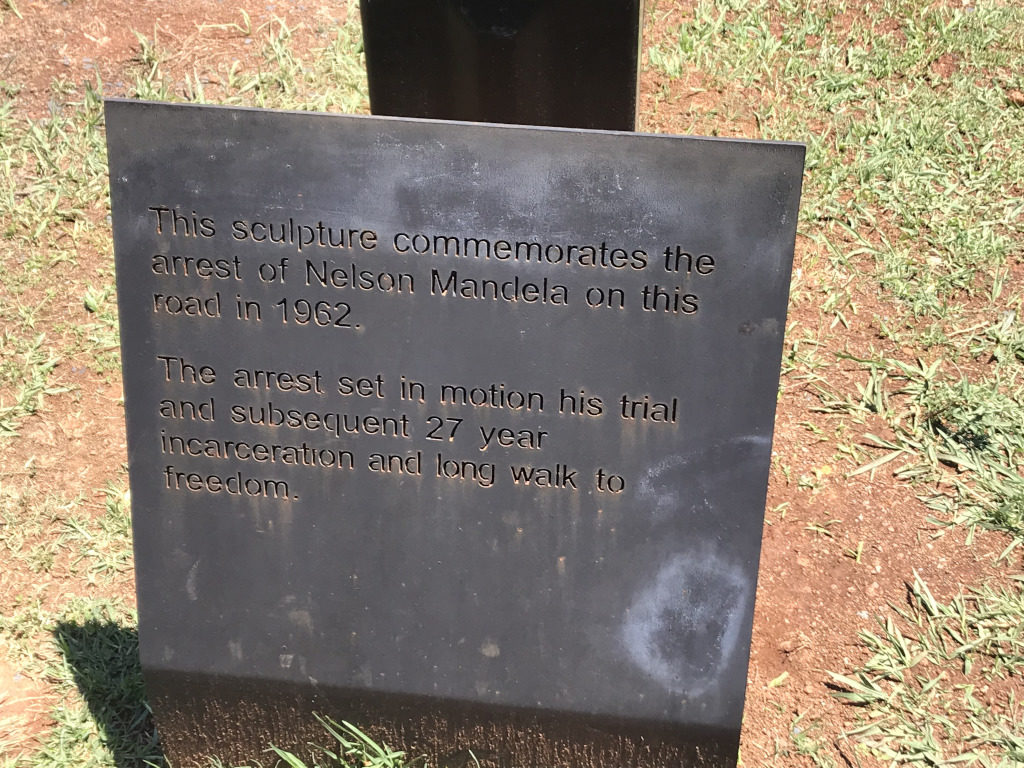 This sculpture commemorates the
arrest of Nelson Mandela on this
road in 1962.
The arrest set in motion his trial
and subsequent 27 year
incarceration and long walk to
freedom.